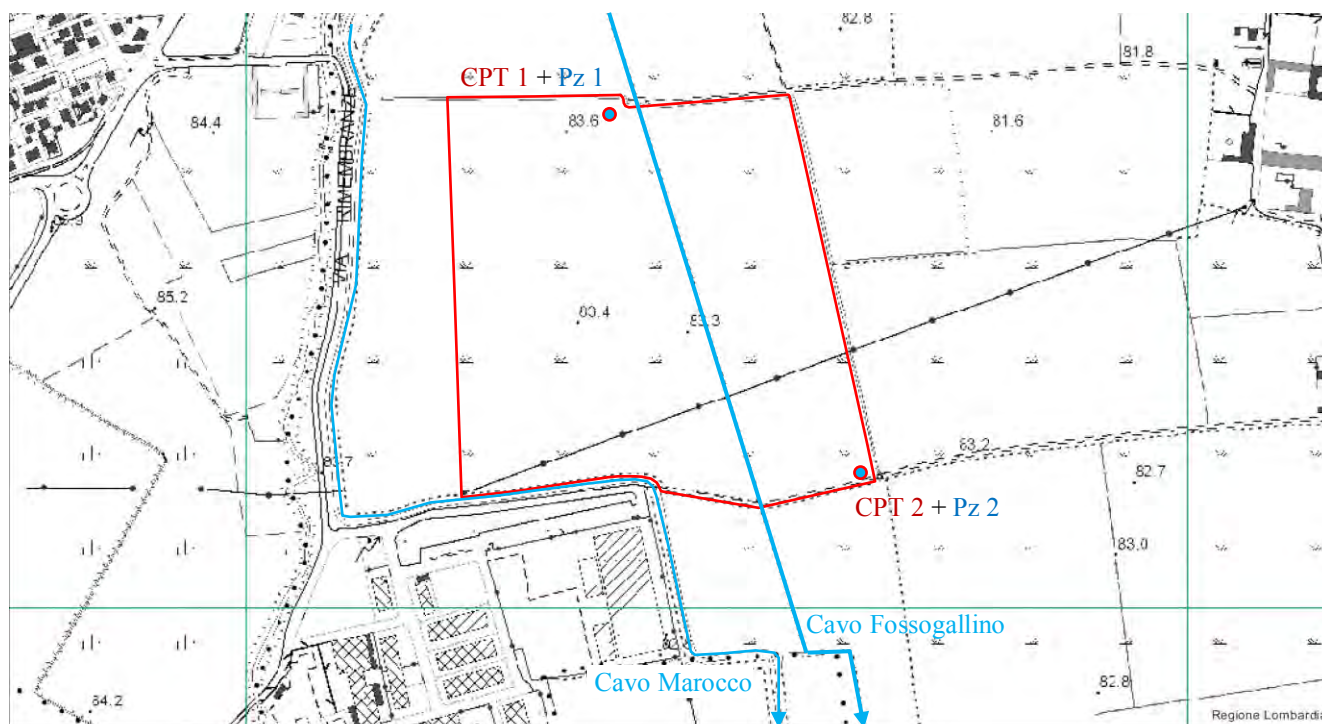 82.8
81.8
CPT 1 + Pz 1
84.4
83.6
81.6
VIA RIMEMBRANZE
85.2
83.3
83.2
82.7
CPT 2 + Pz 2
83.0
Cavo Fossogallino
Cavo Marocco
82.8
84.2
Regione Lombardia